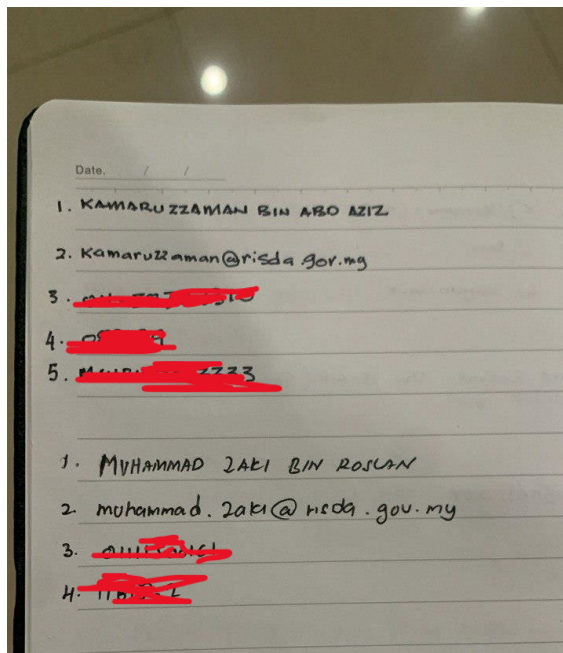 Date. / /
1. KAMARUZZAMAN BIN ABD AZIZ
2. Kamaruzzaman@risda.gov.my
3.
4.
5.
1. MUHAMMAD ZAKI BIN ROSLAN
2 muhammad.zaki@risda.gov.my
3.
4.